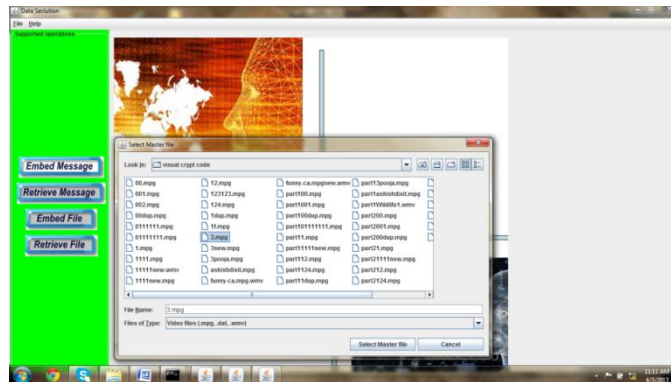 Data Seclution
File Help
Supported operations
Embed Message
Retrieve Message
Embed File
Retrieve File
Select Master file
Look In: visual crypt code
00.mpg
001.mpg
002.mpg
00dup.mpg
0111111.mpg
01111111.mpg
1.mpg
1111.mpg
11111new.wmv
1111new.mpg
12.mpg
123123.mpg
124.mpg
1dup.mpg
1f.mpg
3.mpg
3new.mpg
3pooja.mpg
ashishdixit.mpg
funny-ca.mpg.wmv
funny-ca.mpgnew.wmv
part100.mpg
part1001.mpg
part100dup.mpg
part101111111.mpg
part11.mpg
part11111new.mpg
part112.mpg
part1124.mpg
part11dup.mpg
part13pooja.mpg
part1ashishdixit.mpg
part1Wildlife1.wmv
part200.mpg
part2001.mpg
part200dup.mpg
part21.mpg
part21111new.mpg
part212.mpg
part2124.mpg
File Name: 3.mpg
Files of Type: Video files (.mpg, .dat, .wmv)
Select Master file Cancel
11:11 AM